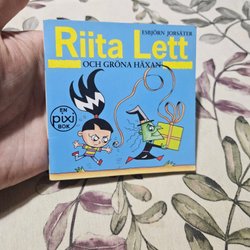 ESBJÖRN JORSÄTER
Riita Lett
OCH GRÖNA HÄXAN!
EN
pixi
BOK